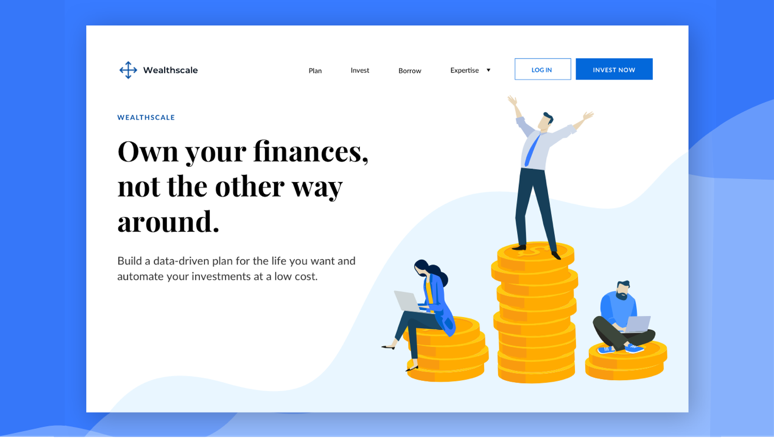 Wealthscale
Plan
Invest
Borrow
Expertise
LOG IN
INVEST NOW
WEALTHSCALE
Own your finances,
not the other way
around.
Build a data-driven plan for the life you want and
automate your investments at a low cost.